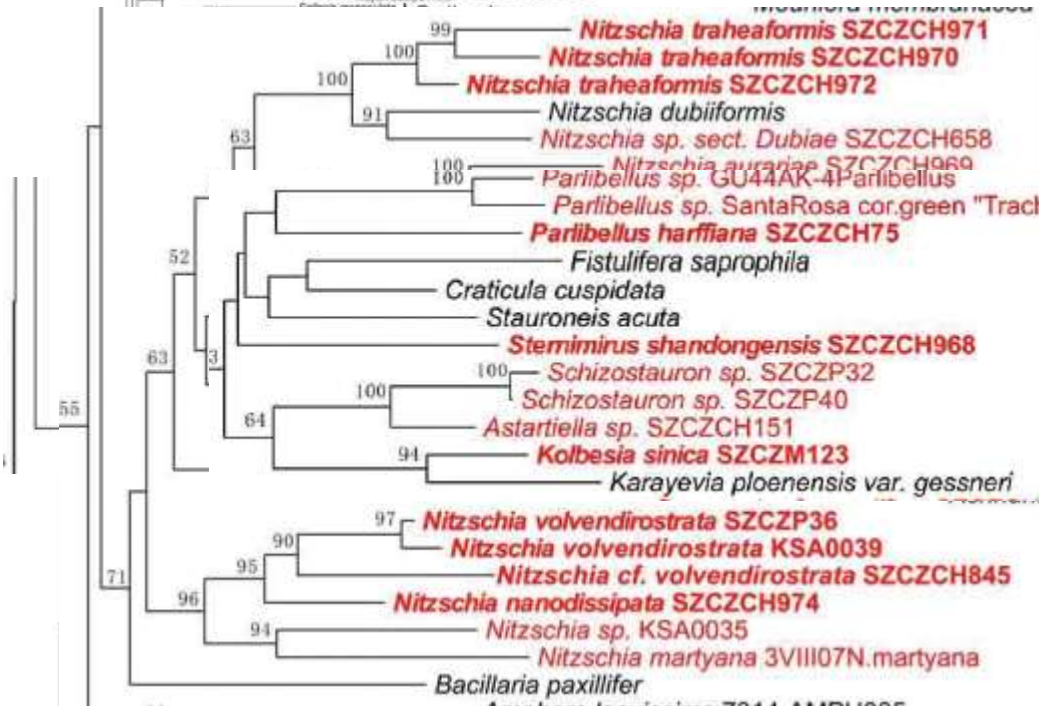 99 Nitzschia traheaformis SZCZCH971
100 Nitzschia traheaformis SZCZCH970
100 Nitzschia traheaformis SZCZCH972
91 Nitzschia dubiiformis
63 Nitzschia sp. sect. Dubiae SZCZCH658
100 Nitzschia aurariae SZCZCH969
100 Parlibellus sp. GU44AK-4Parlibellus
Parlibellus sp. SantaRosa cor.green "Tracl
Parlibellus harffiana SZCZCH75
52 Fistulifera saprophila
Craticula cuspidata
Stauroneis acuta
63 3 Sternimirus shandongensis SZCZCH968
100 Schizostauron sp. SZCZP32
100 Schizostauron sp. SZCZP40
55 64 Astartiella sp. SZCZCH151
94 Kolbesia sinica SZCZM123
Karayevia ploenensis var. gessneri
97 Nitzschia volvendirostrata SZCZP36
90 Nitzschia volvendirostrata KSA0039
95 Nitzschia cf. volvendirostrata SZCZCH845
71 96 Nitzschia nanodissipata SZCZCH974
94 Nitzschia sp. KSA0035
Nitzschia martyana 3VIII07N.martyana
Bacillaria paxillifer